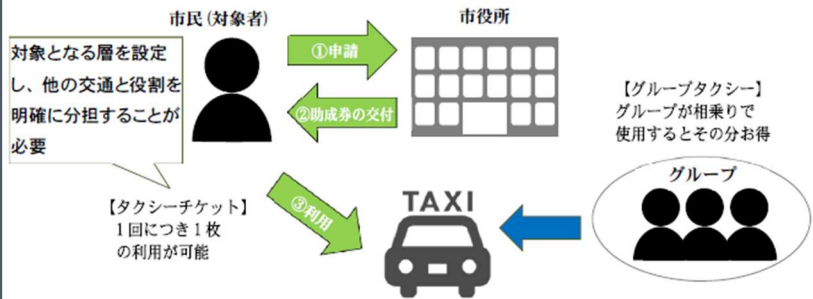 市民(対象者)
市役所
対象となる層を設定
し、他の交通と役割を
明確に分担することが
必要
①申請
②助成券の交付
【グループタクシー】
グループが相乗りで
使用するとその分お得
グループ
【タクシーチケット】
1回につき1枚
の利用が可能
③利用
TAXI